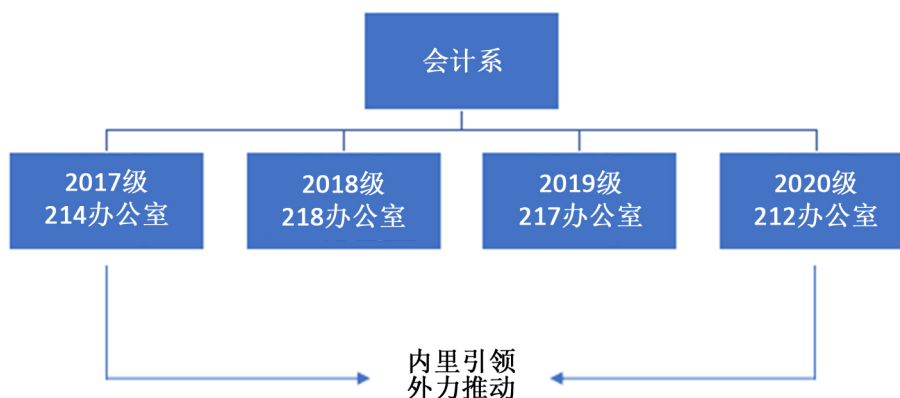 会计系
2017级
214办公室
2018级
218办公室
2019级
217办公室
2020级
212办公室
内里引领
外力推动